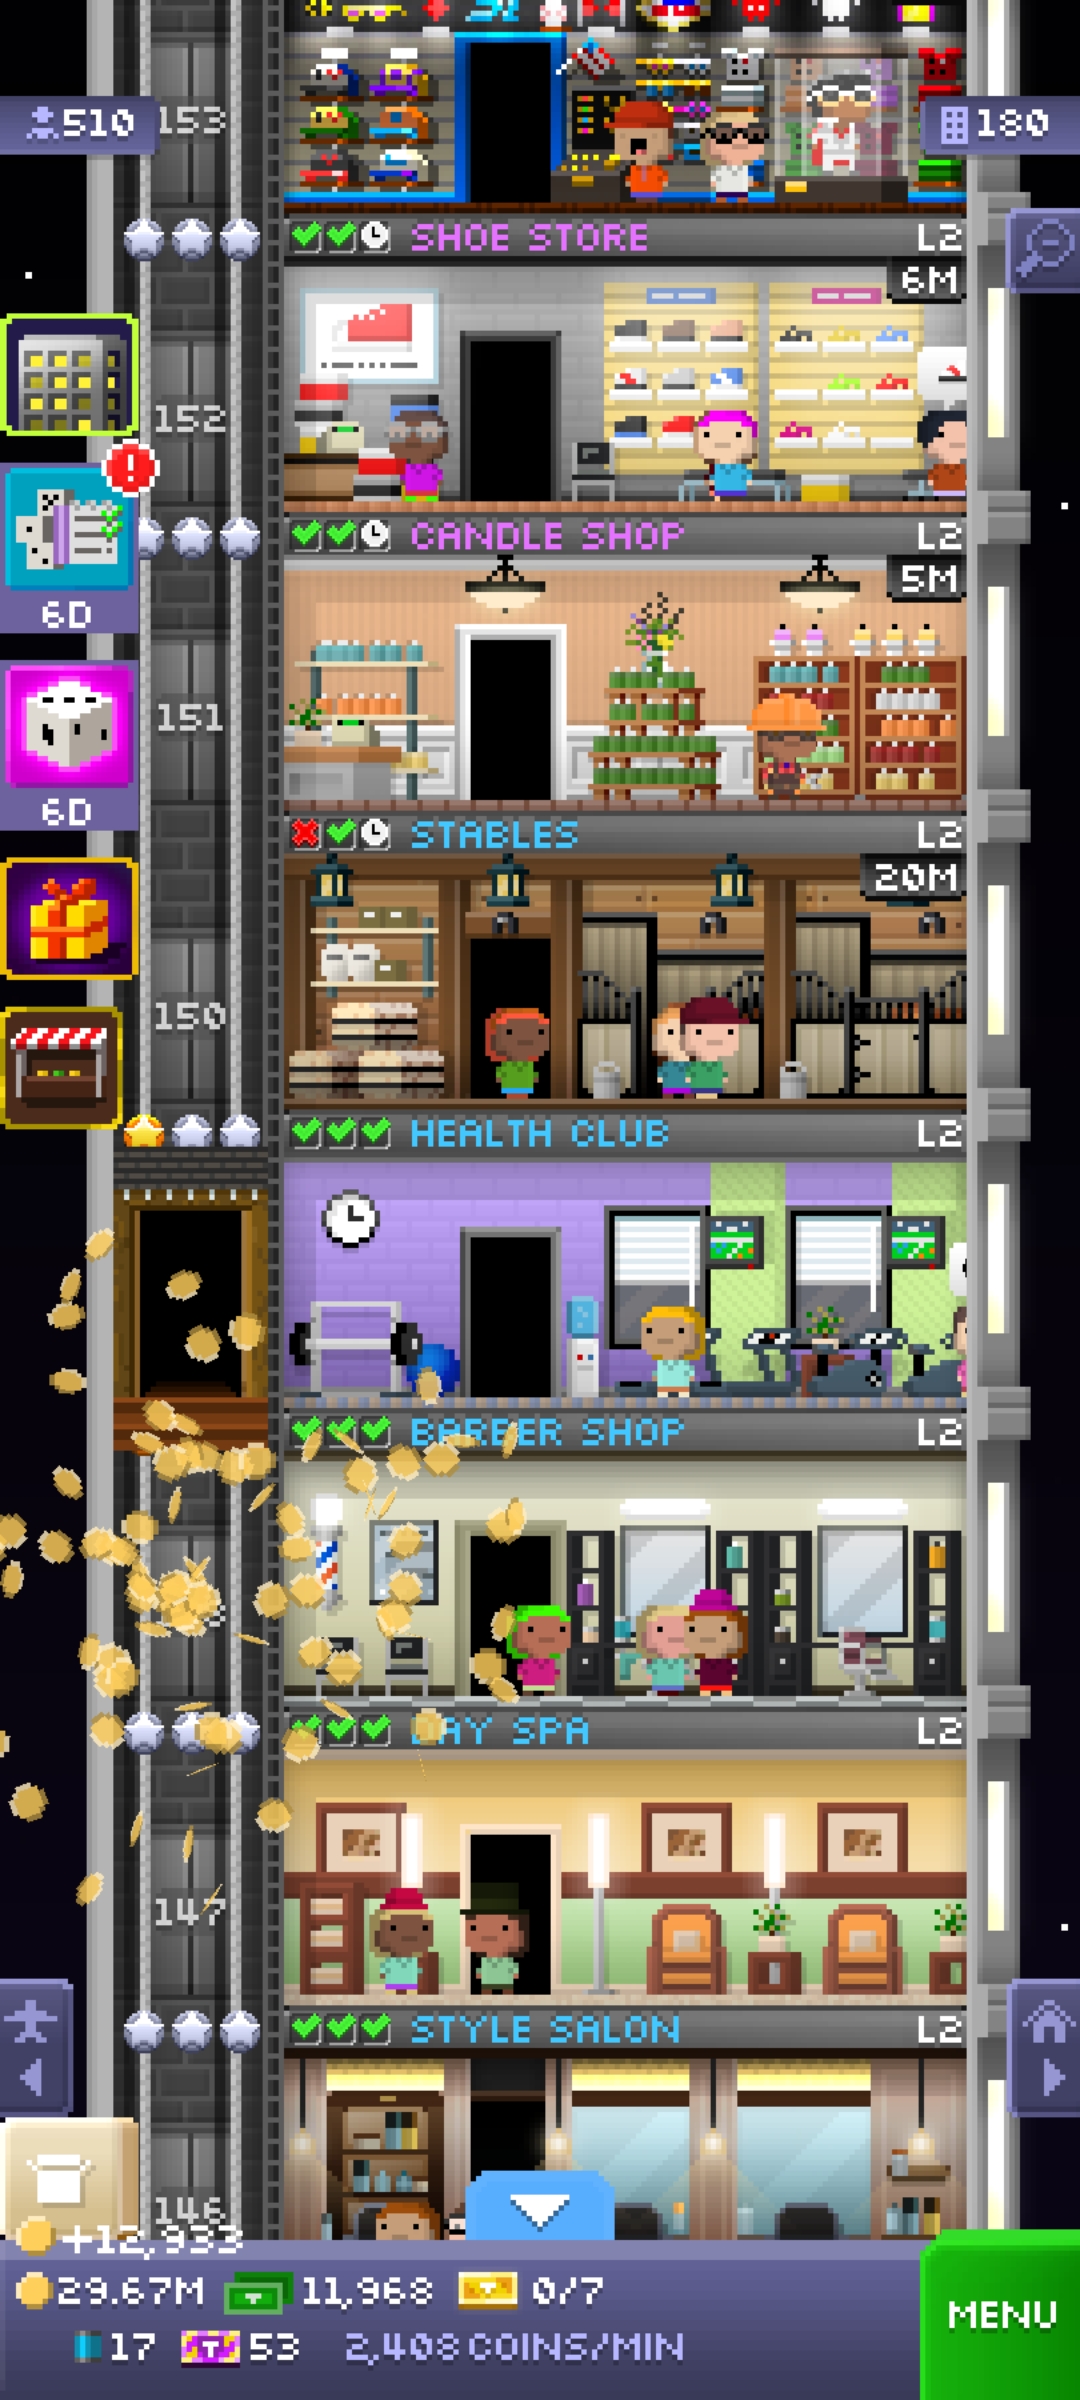 510
153
180
SHOE STORE
L2
6M
152
CANDLE SHOP
L2
5M
6D
151
6D
STABLES
L2
20M
150
HEALTH CLUB
L2
BARBER SHOP
L2
DAY SPA
L2
147
STYLE SALON
L2
146
+12,933
29.67M
11,968
0/7
17
53
2,408 COINS/MIN
MENU